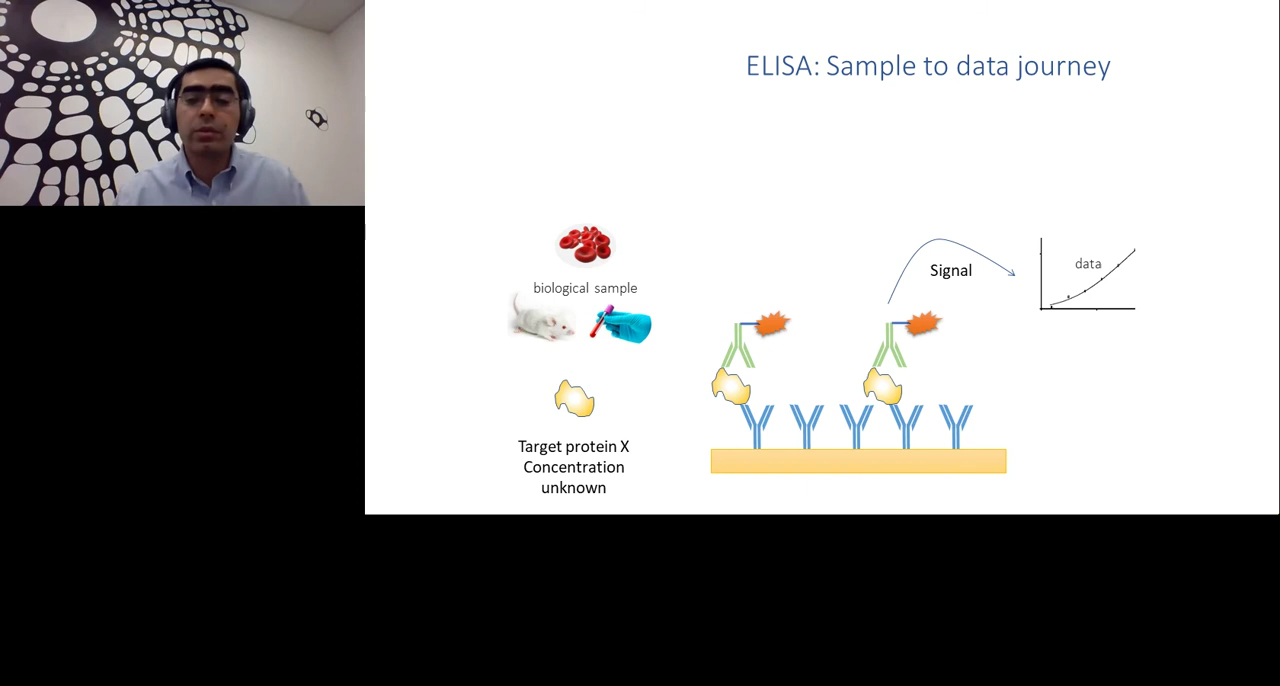 ELISA: Sample to data journey
biological sample
Signal
data
Target protein X
Concentration
unknown